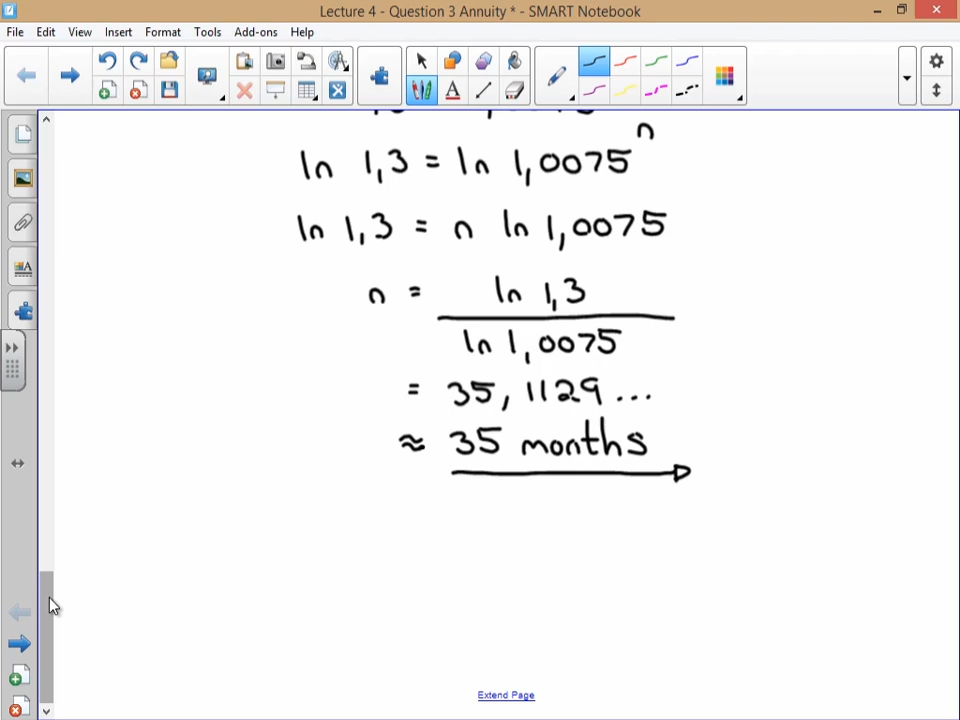 Lecture 4 - Question 3 Annuity * - SMART Notebook
File Edit View Insert Format Tools Add-ons Help
n
ln 1,3 = ln 1,0075
ln 1,3 = n ln 1,0075
n = ln 1,3
ln 1,0075
= 35,1129...
≈ 35 months
Extend Page